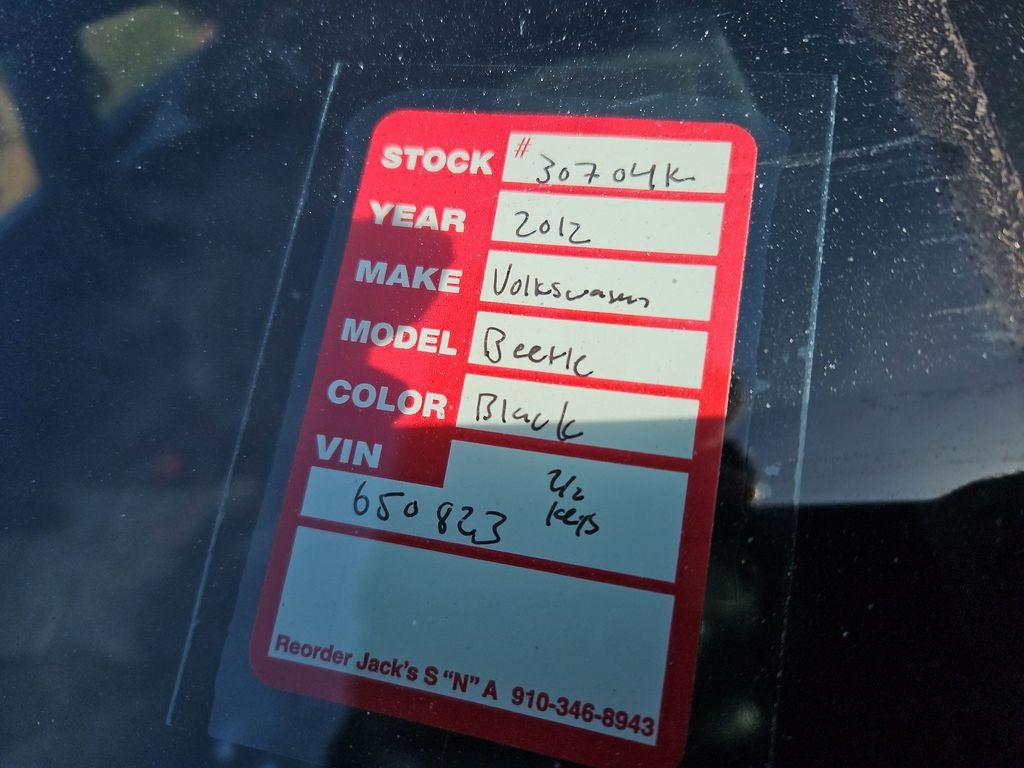 STOCK # 30704K
YEAR 2012
MAKE Volkswagen
MODEL Beetle
COLOR Black
VIN
650823
2/2
keys
Reorder Jack's S "N" A 910-346-8943